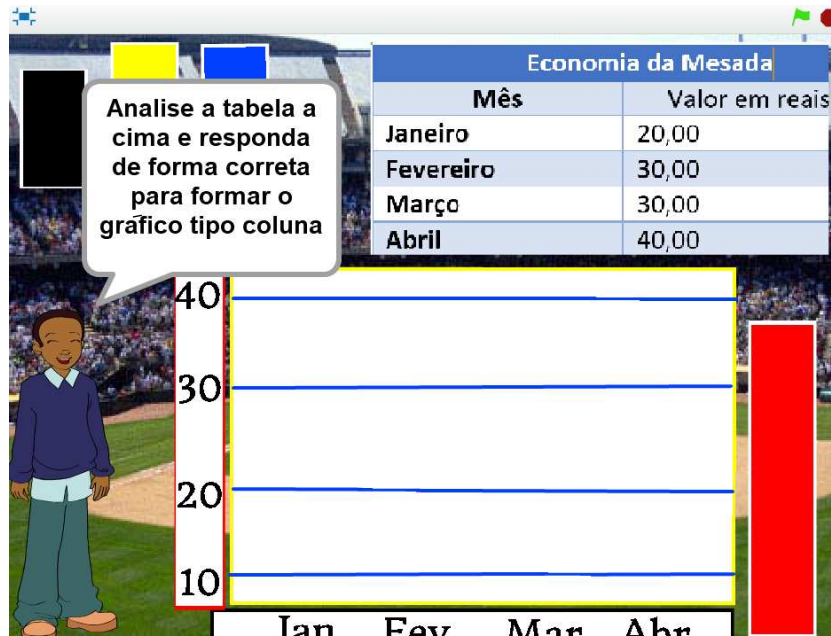 Economia da Mesada
Mês Valor em reais
Janeiro 20,00
Fevereiro 30,00
Março 30,00
Abril 40,00
Analise a tabela a
cima e responda
de forma correta
para formar o
gráfico tipo coluna
40
30
20
10
Jan Fev Mar Abr